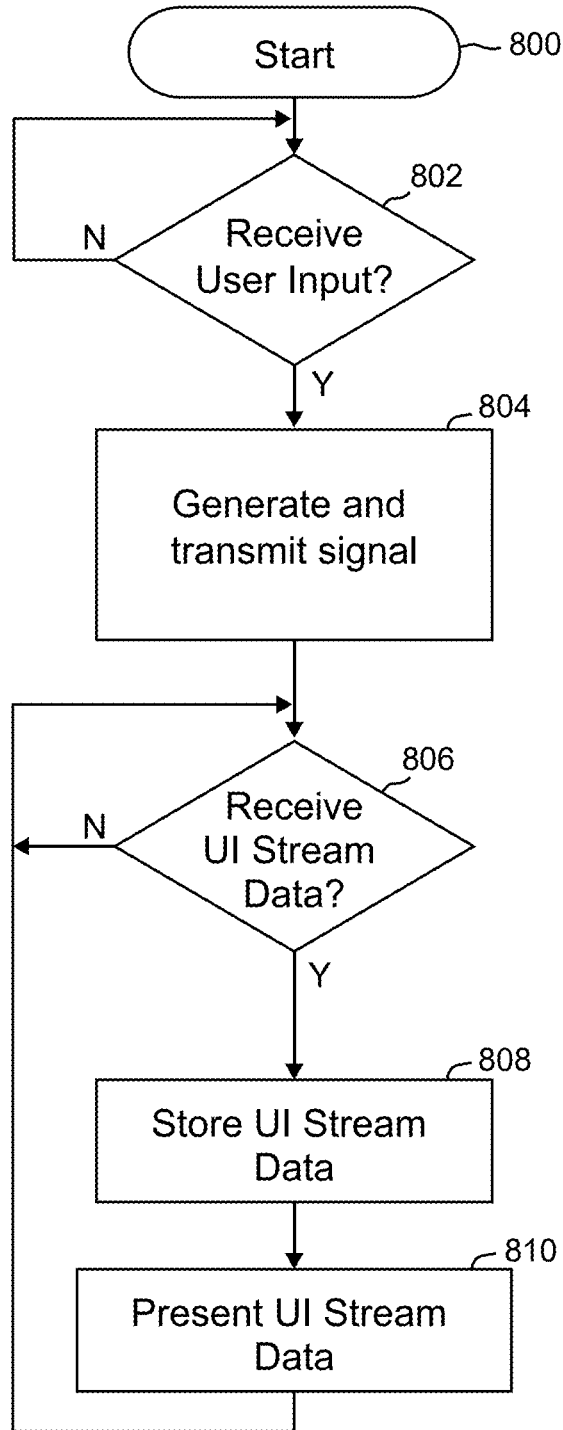 Start
800
802
Receive
User Input?
N
Y
804
Generate and
transmit signal
806
Receive
UI Stream
Data?
N
Y
808
Store UI Stream
Data
810
Present UI Stream
Data